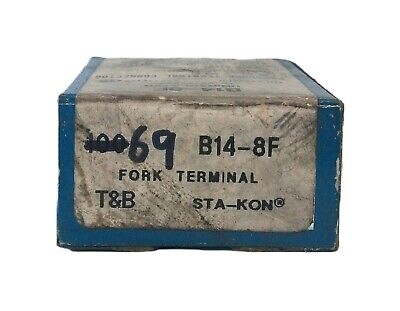 100 69 B14-8F
FORK TERMINAL
T&B STA-KON®